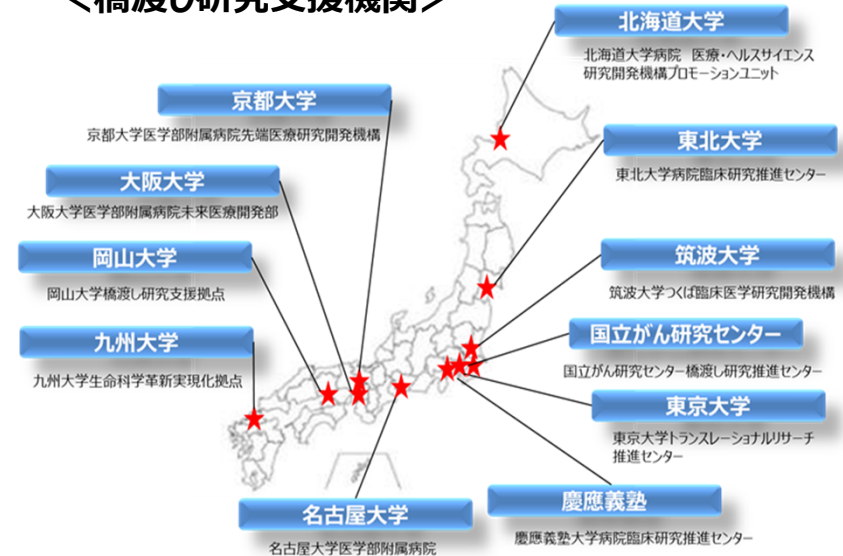 ＜橋渡し研究支援機関＞
北海道大学
北海道大学病院 医療・ヘルスサイエンス
研究開発機構プロモーションユニット
京都大学
京都大学医学部附属病院先端医療研究開発機構
東北大学
東北大学病院臨床研究推進センター
大阪大学
大阪大学医学部附属病院未来医療開発部
岡山大学
岡山大学橋渡し研究支援拠点
筑波大学
筑波大学つくば臨床医学研究開発機構
九州大学
九州大学生命科学革新実現化拠点
国立がん研究センター
国立がん研究センター橋渡し研究推進センター
東京大学
東京大学トランスレーショナルリサーチ
推進センター
名古屋大学
名古屋大学医学部附属病院
慶應義塾
慶應義塾大学病院臨床研究推進センター